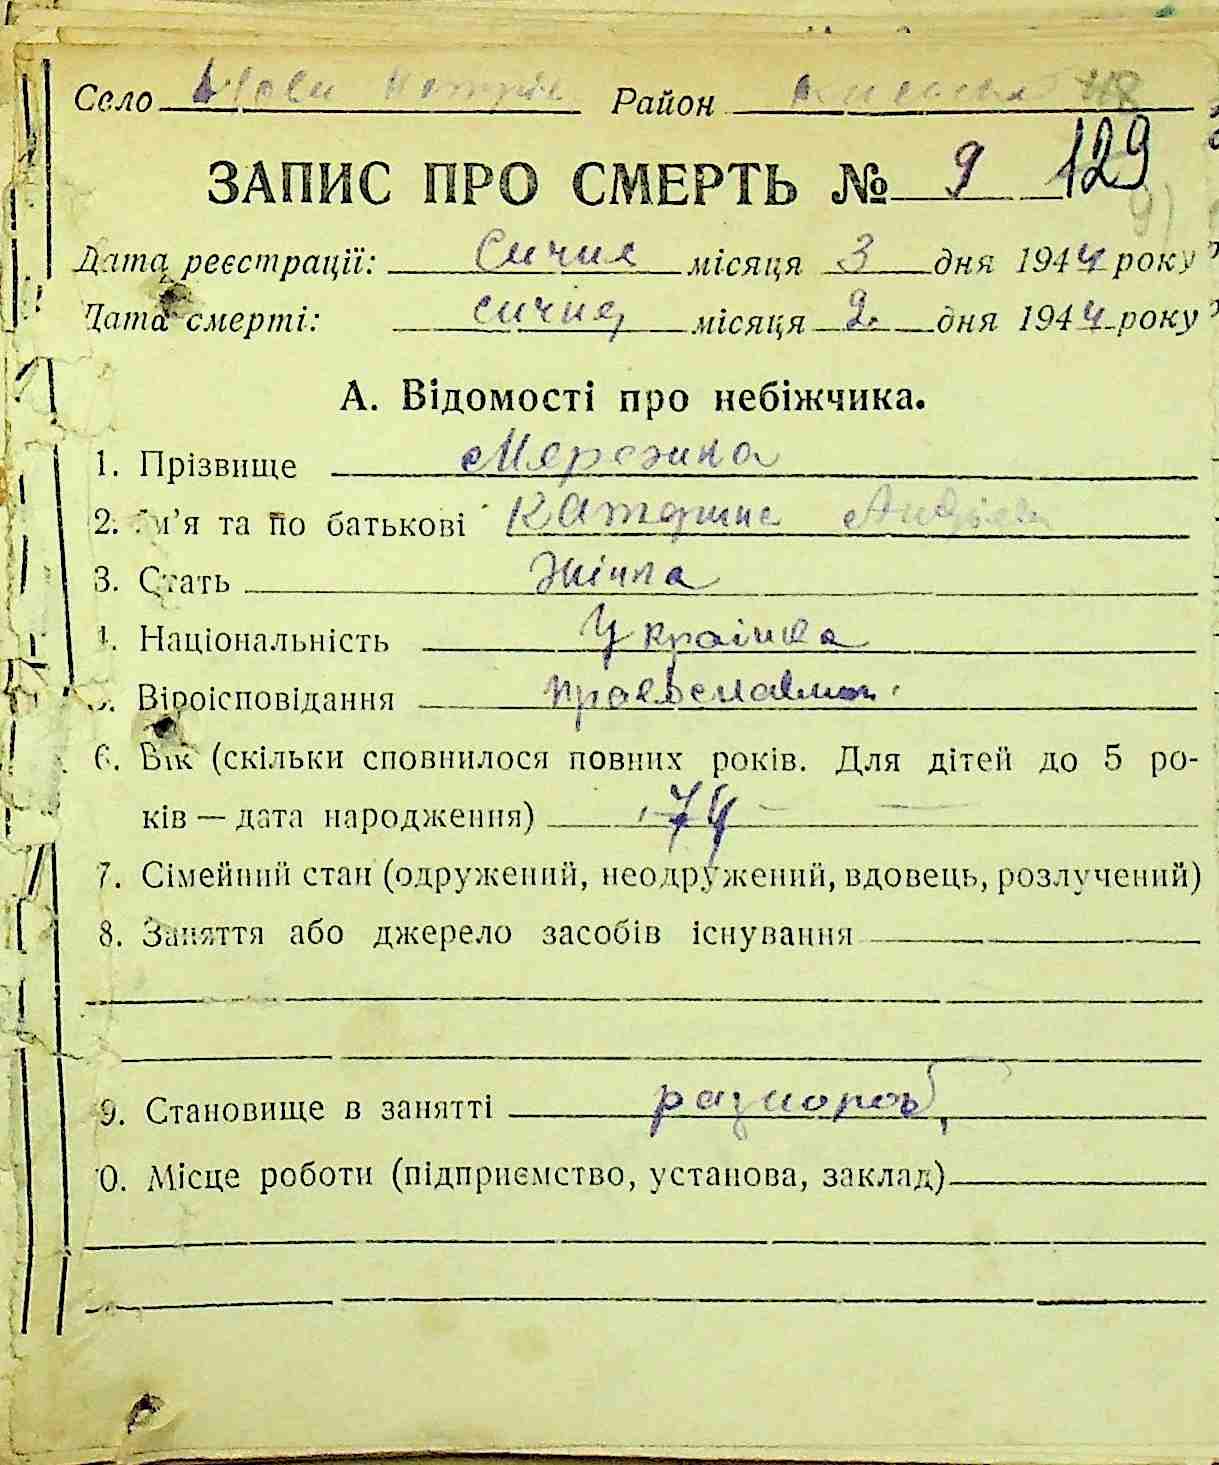 Село Район 118
ЗАПИС ПРО СМЕРТЬ № 9 129
Дата реєстрації: Січня місяця 3 дня 1944 року
Дата смерті: січня місяця 2. дня 1944 року
А. Відомості про небіжчика.
1. Прізвище
2. Ім’я та по батькові Катерина
3. Стать Жінка
4. Національність Українка
5. Віроісповідання
6. Вік (скільки сповнилося повних років. Для дітей до 5 ро-
ків — дата народження) 74
7. Сімейний стан (одружений, неодружений, вдовець, розлучений)
8. Заняття або джерело засобів існування
9. Становище в занятті
10. Місце роботи (підприємство, установа, заклад)